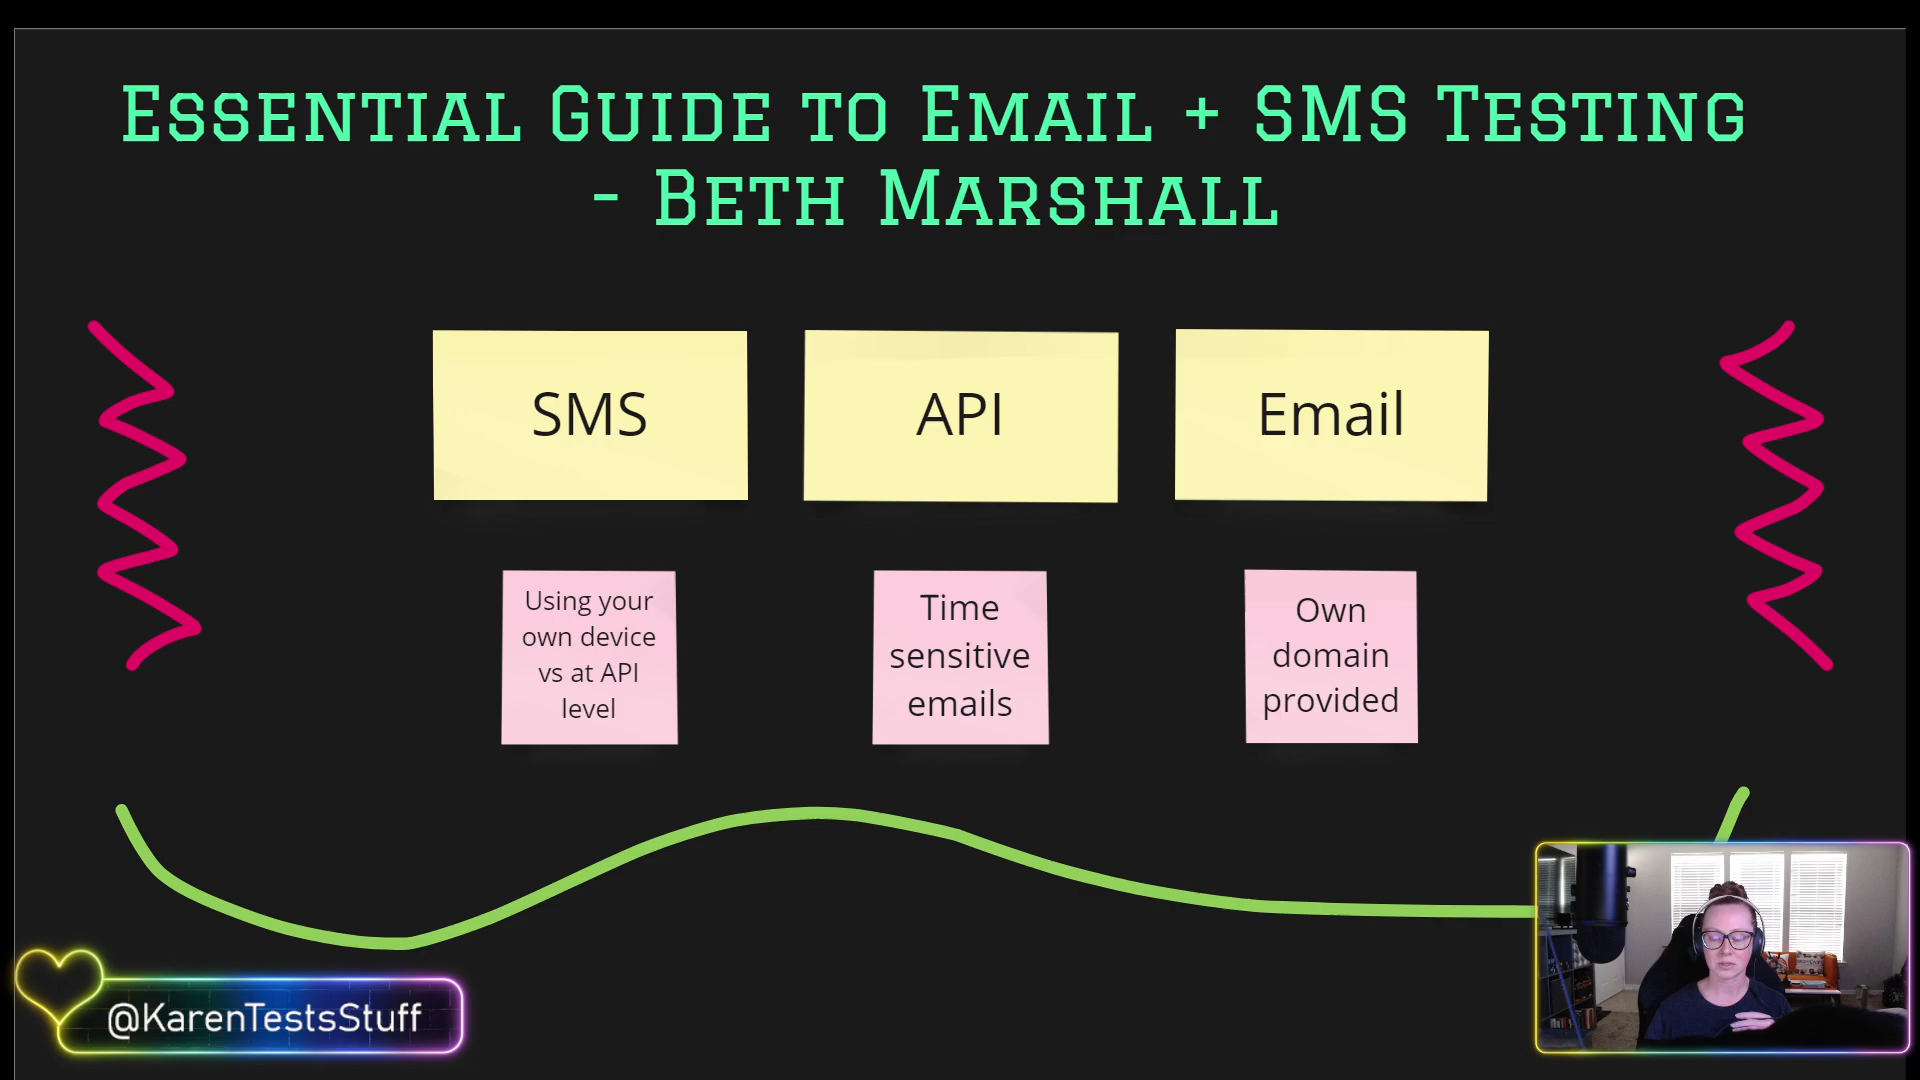 Essential Guide to Email + SMS Testing
- Beth Marshall
SMS
API
Email
Using your
own device
vs at API
level
Time
sensitive
emails
Own
domain
provided
@KarenTestsStuff